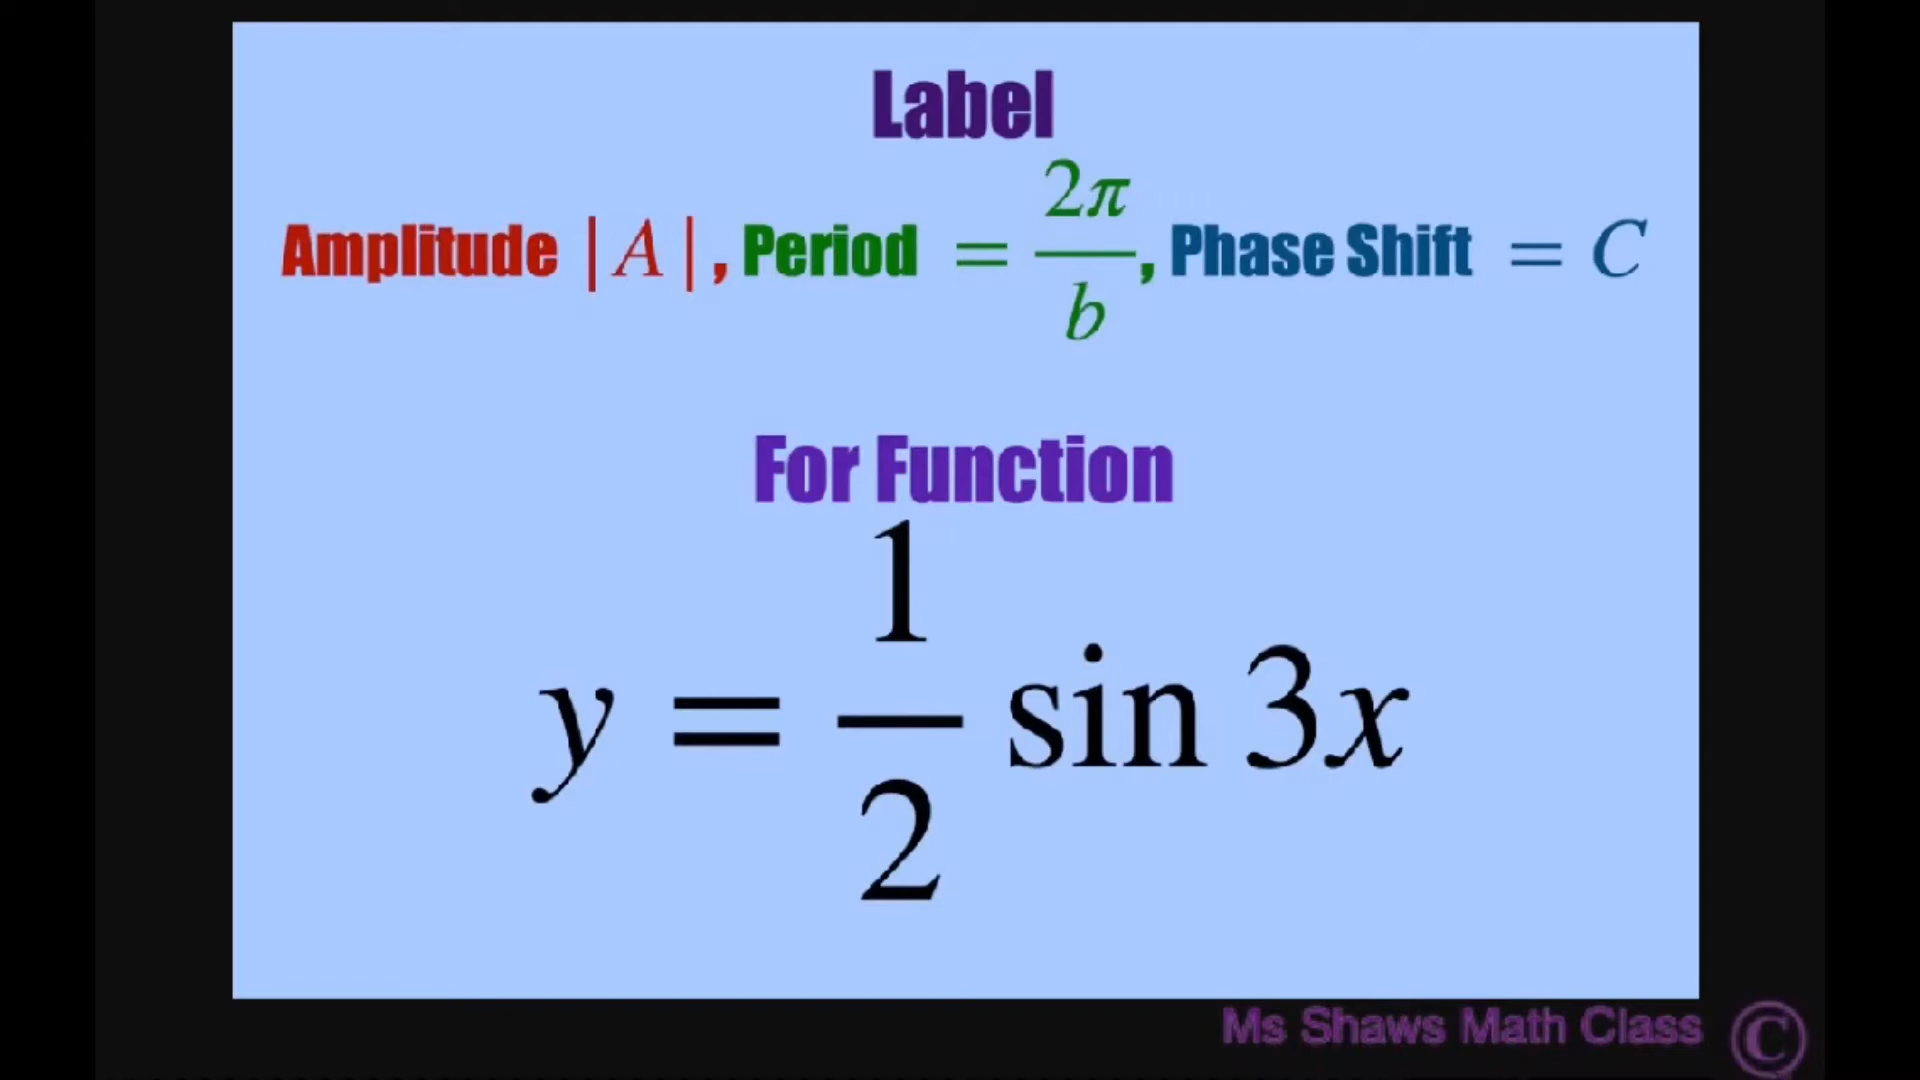 Label
Amplitude |A|, Period = 2π/b, Phase Shift = C
For Function
y = 1/2 sin 3x
Ms Shaws Math Class ©